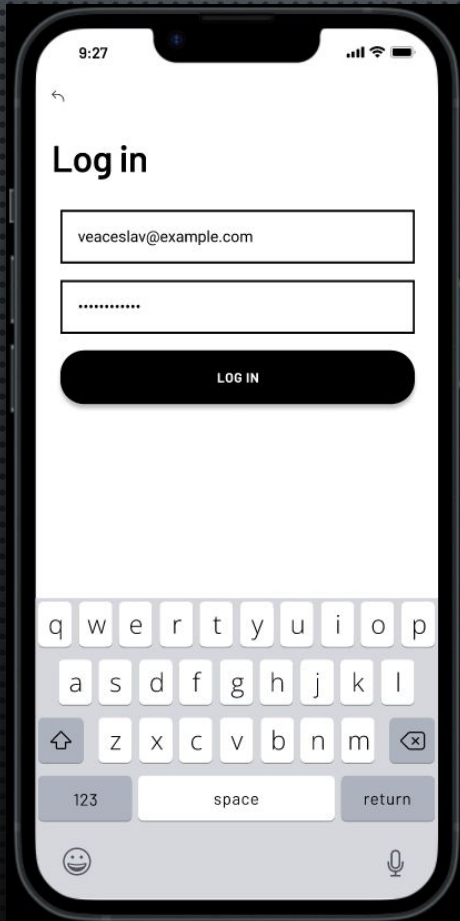 9:27
Log in
veaceslav@example.com
••••••••••••
LOG IN
q w e r t y u i o p
a s d f g h j k l
z x c v b n m
123 space return